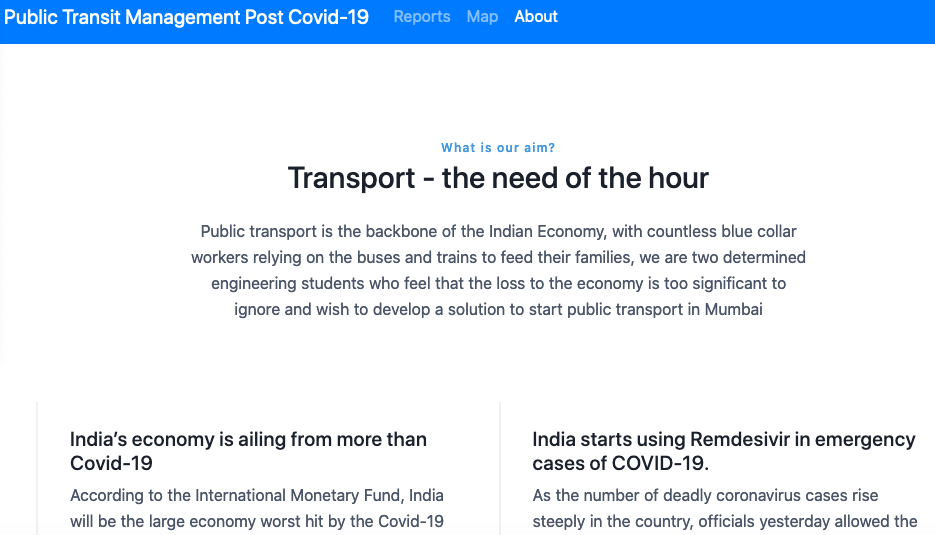 Public Transit Management Post Covid-19 Reports Map About
What is our aim?
Transport - the need of the hour
Public transport is the backbone of the Indian Economy, with countless blue collar
workers relying on the buses and trains to feed their families, we are two determined
engineering students who feel that the loss to the economy is too significant to
ignore and wish to develop a solution to start public transport in Mumbai
India’s economy is ailing from more than
Covid-19
According to the International Monetary Fund, India
will be the large economy worst hit by the Covid-19
India starts using Remdesivir in emergency
cases of COVID-19.
As the number of deadly coronavirus cases rise
steeply in the country, officials yesterday allowed the